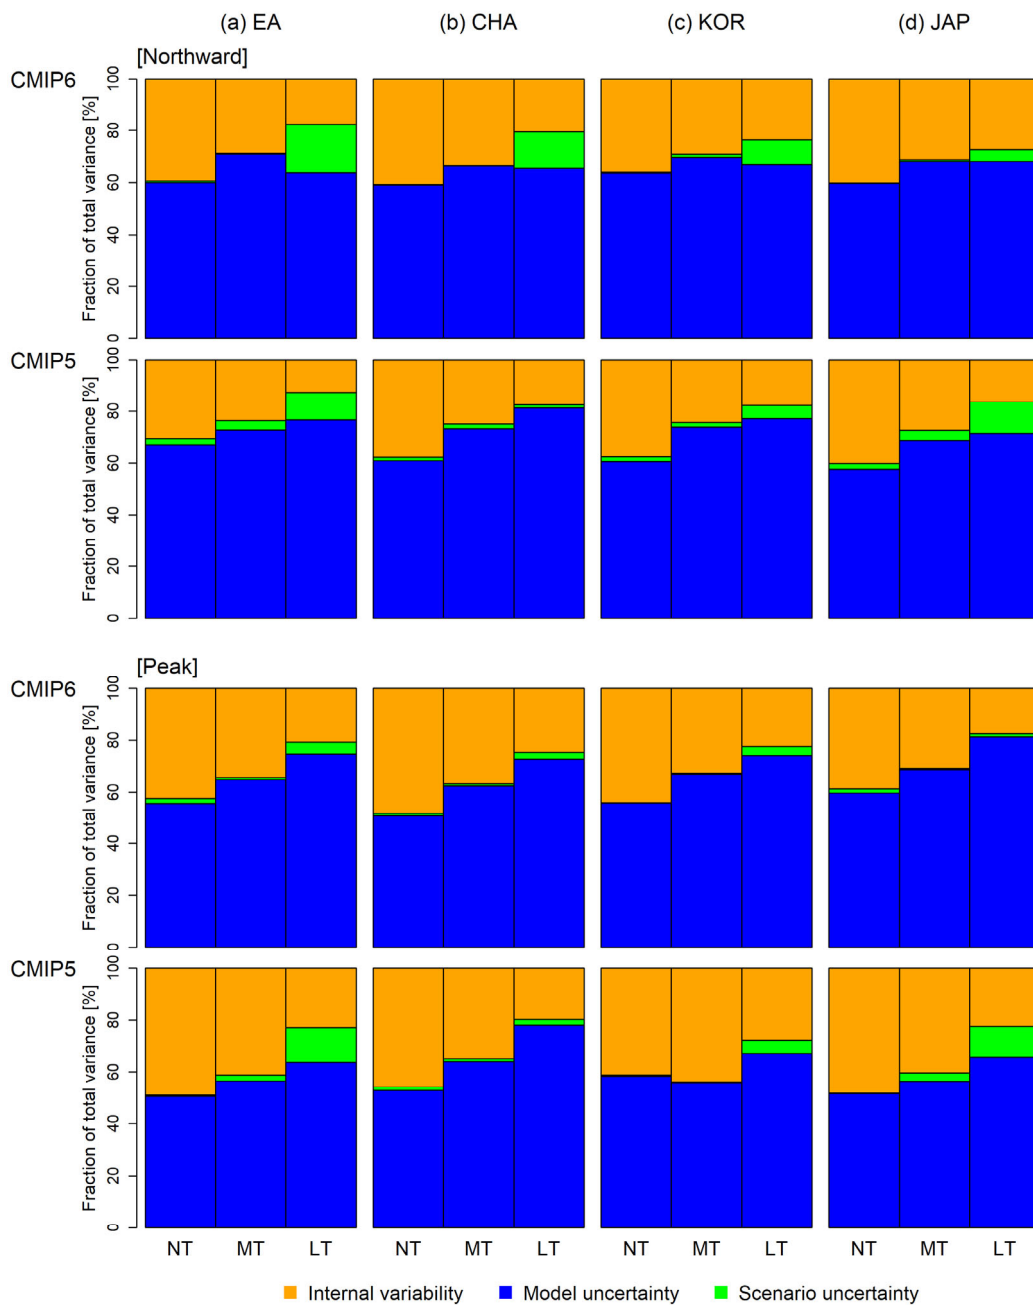 (a) EA (b) CHA (c) KOR (d) JAP
[Northward]
CMIP6
Fraction of total variance [%]
0 20 40 60 80 100
CMIP5
Fraction of total variance [%]
0 20 40 60 80 100
[Peak]
CMIP6
Fraction of total variance [%]
0 20 40 60 80 100
CMIP5
Fraction of total variance [%]
0 20 40 60 80 100
NT MT LT NT MT LT NT MT LT NT MT LT
Internal variability Model uncertainty Scenario uncertainty